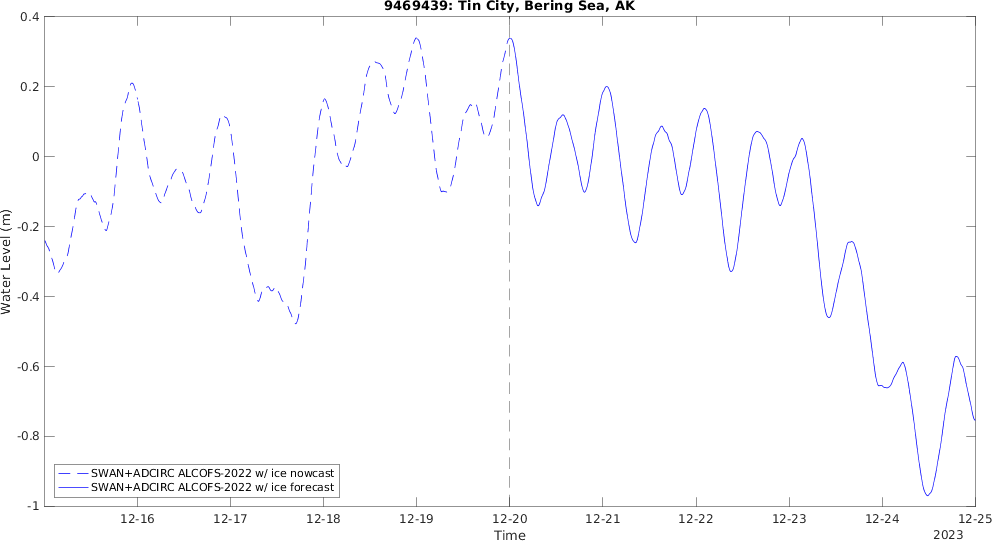 9469439: Tin City, Bering Sea, AK
0.4
0.2
0
-0.2
-0.4
-0.6
-0.8
-1
Water Level (m)
SWAN+ADCIRC ALCOFS-2022 w/ ice nowcast
SWAN+ADCIRC ALCOFS-2022 w/ ice forecast
12-16 12-17 12-18 12-19 12-20 12-21 12-22 12-23 12-24 12-25
Time
2023